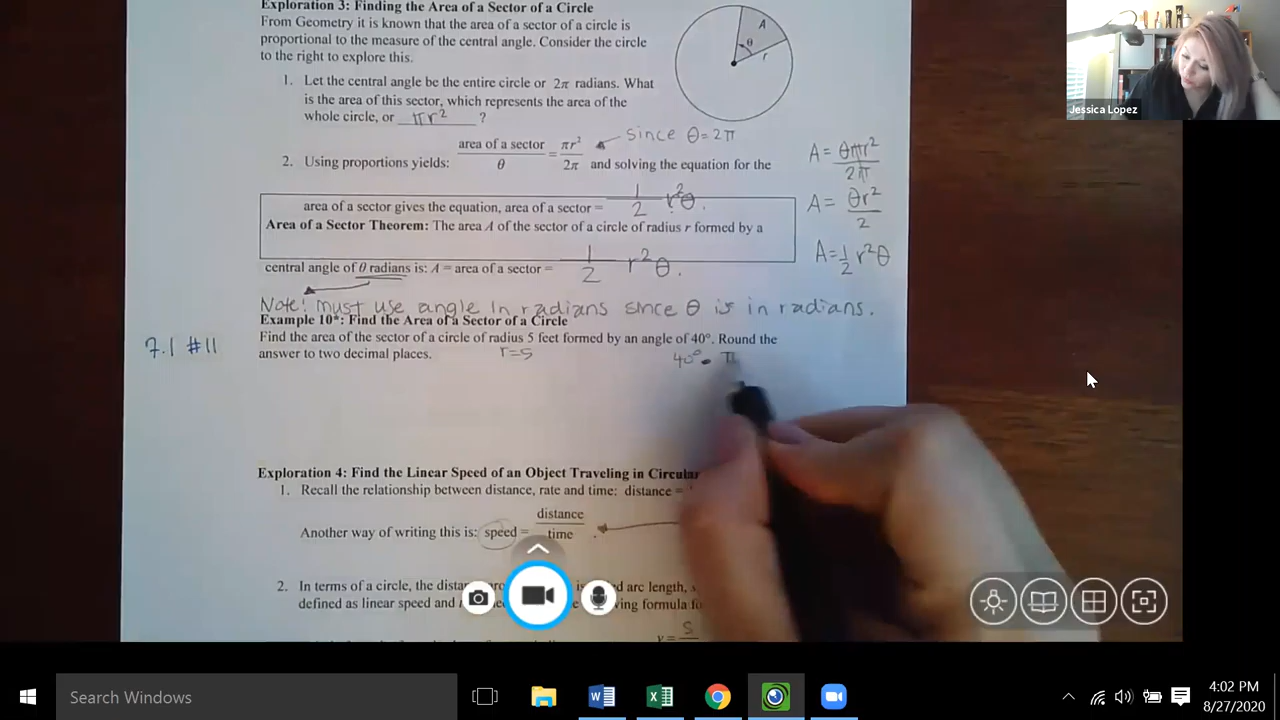 Exploration 3: Finding the Area of a Sector of a Circle
From Geometry it is known that the area of a sector of a circle is
proportional to the measure of the central angle. Consider the circle
to the right to explore this.
A
θ
r
1. Let the central angle be the entire circle or 2π radians. What
is the area of this sector, which represents the area of the
whole circle, or πr² ?
since θ=2π
2. Using proportions yields: area of a sector / θ = πr² / 2π and solving the equation for the
A = θπr² / 2π
area of a sector gives the equation, area of a sector = 1/2 r²θ.
A = θr² / 2
Area of a Sector Theorem: The area A of the sector of a circle of radius r formed by a
central angle of θ radians is: A = area of a sector = 1/2 r²θ.
A = 1/2 r²θ
Note: must use angle in radians since θ is in radians.
Example 10*: Find the Area of a Sector of a Circle
7.1 #11
Find the area of the sector of a circle of radius 5 feet formed by an angle of 40°. Round the
answer to two decimal places.
r=5
40° • π
Exploration 4: Find the Linear Speed of an Object Traveling in Circular
1. Recall the relationship between distance, rate and time: distance =
Another way of writing this is: speed = distance / time .
2. In terms of a circle, the
defined as linear speed and
d arc length,
ving formula fo
v = s
Jessica Lopez
Search Windows
4:02 PM
8/27/2020